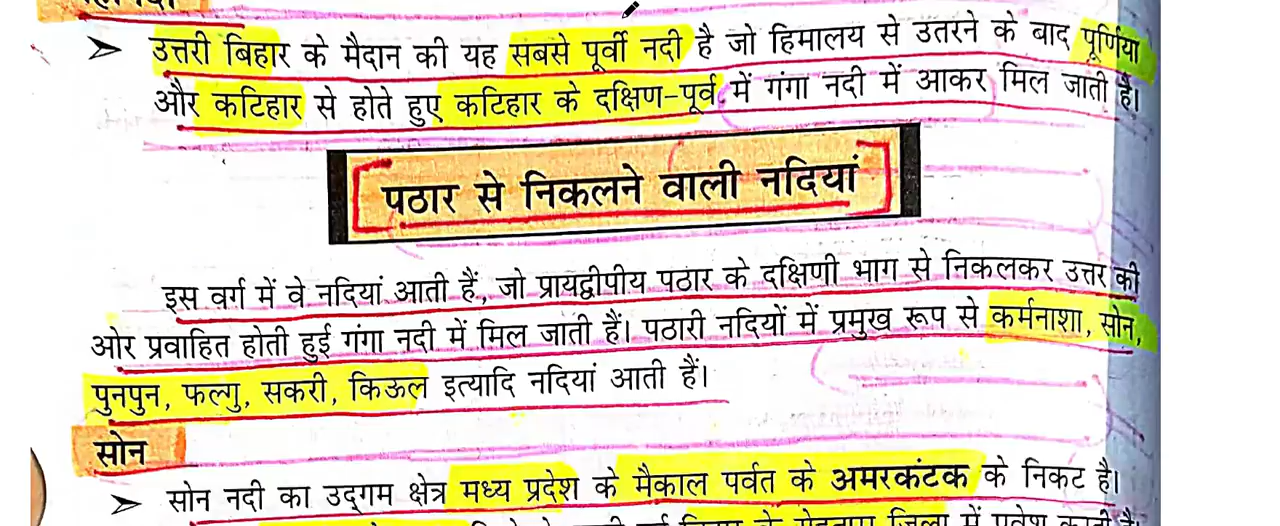 ➤ उत्तरी बिहार के मैदान की यह सबसे पूर्वी नदी है जो हिमालय से उतरने के बाद पूर्णिया
और कटिहार से होते हुए कटिहार के दक्षिण-पूर्व में गंगा नदी में आकर मिल जाती है।
पठार से निकलने वाली नदियां
इस वर्ग में वे नदियां आती हैं, जो प्रायद्वीपीय पठार के दक्षिणी भाग से निकलकर उत्तर की
ओर प्रवाहित होती हुई गंगा नदी में मिल जाती हैं। पठारी नदियों में प्रमुख रूप से कर्मनाशा, सोन,
पुनपुन, फल्गु, सकरी, किऊल इत्यादि नदियां आती हैं।
सोन
➤ सोन नदी का उद्‌गम क्षेत्र मध्य प्रदेश के मैकाल पर्वत के अमरकंटक के निकट है।